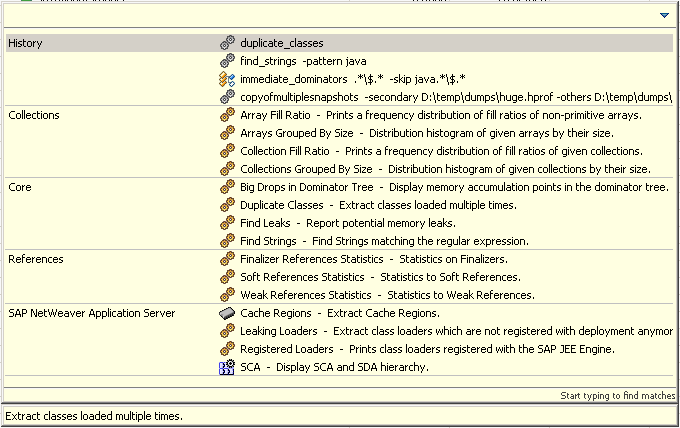 History duplicate_classes
find_strings -pattern java
immediate_dominators .*\$.* -skip java.*\$.*
copyofmultiplesnapshots -secondary D:\temp\dumps\huge.hprof -others D:\temp\dumps\
Collections Array Fill Ratio - Prints a frequency distribution of fill ratios of non-primitive arrays.
Arrays Grouped By Size - Distribution histogram of given arrays by their size.
Collection Fill Ratio - Prints a frequency distribution of fill ratios of given collections.
Collections Grouped By Size - Distribution histogram of given collections by their size.
Core Big Drops in Dominator Tree - Display memory accumulation points in the dominator tree.
Duplicate Classes - Extract classes loaded multiple times.
Find Leaks - Report potential memory leaks.
Find Strings - Find Strings matching the regular expression.
References Finalizer References Statistics - Statistics on Finalizers.
Soft References Statistics - Statistics to Soft References.
Weak References Statistics - Statistics to Weak References.
SAP NetWeaver Application Server Cache Regions - Extract Cache Regions.
Leaking Loaders - Extract class loaders which are not registered with deployment anymor
Registered Loaders - Prints class loaders registered with the SAP JEE Engine.
SCA - Display SCA and SDA hierarchy.
Start typing to find matches
Extract classes loaded multiple times.